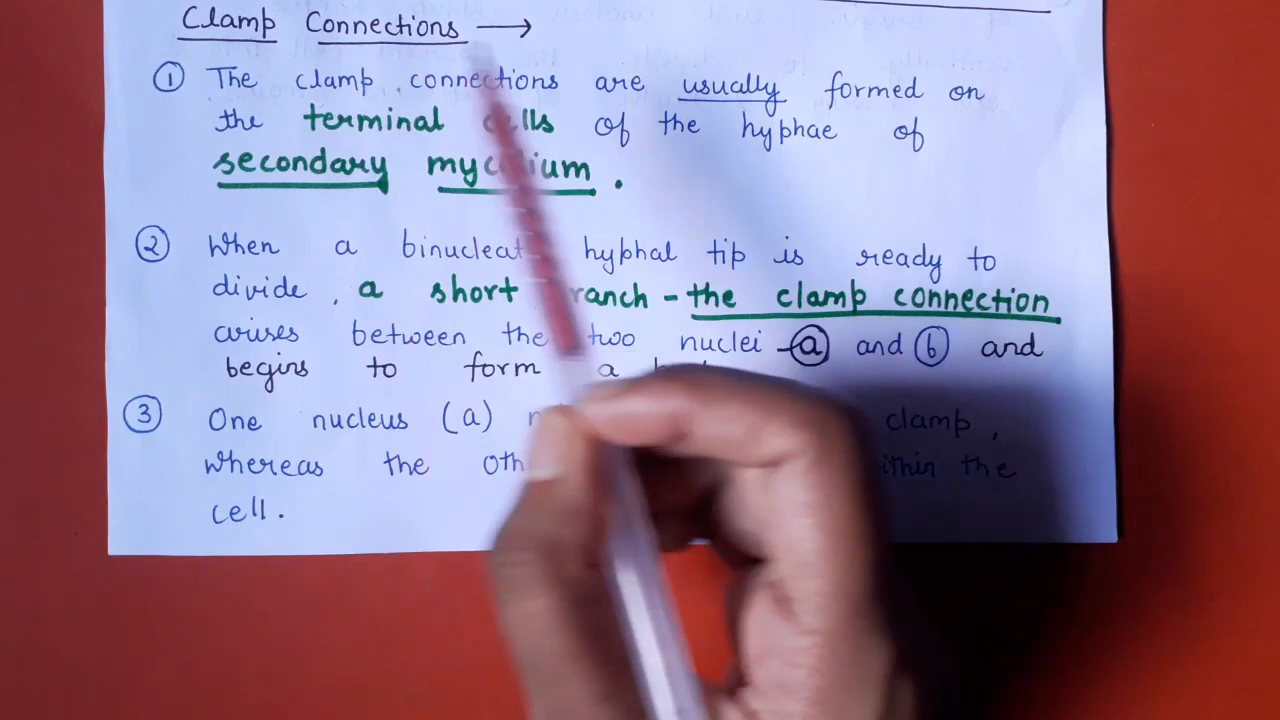 Clamp Connections →
① The clamp connections are usually formed on
the terminal cells of the hyphae of
secondary mycelium.
② When a binucleate hyphal tip is ready to
divide, a short branch - the clamp connection
arises between the two nuclei - ⓐ and ⓑ and
begins to form a
③ One nucleus (a) clamp,
whereas the within the
cell.